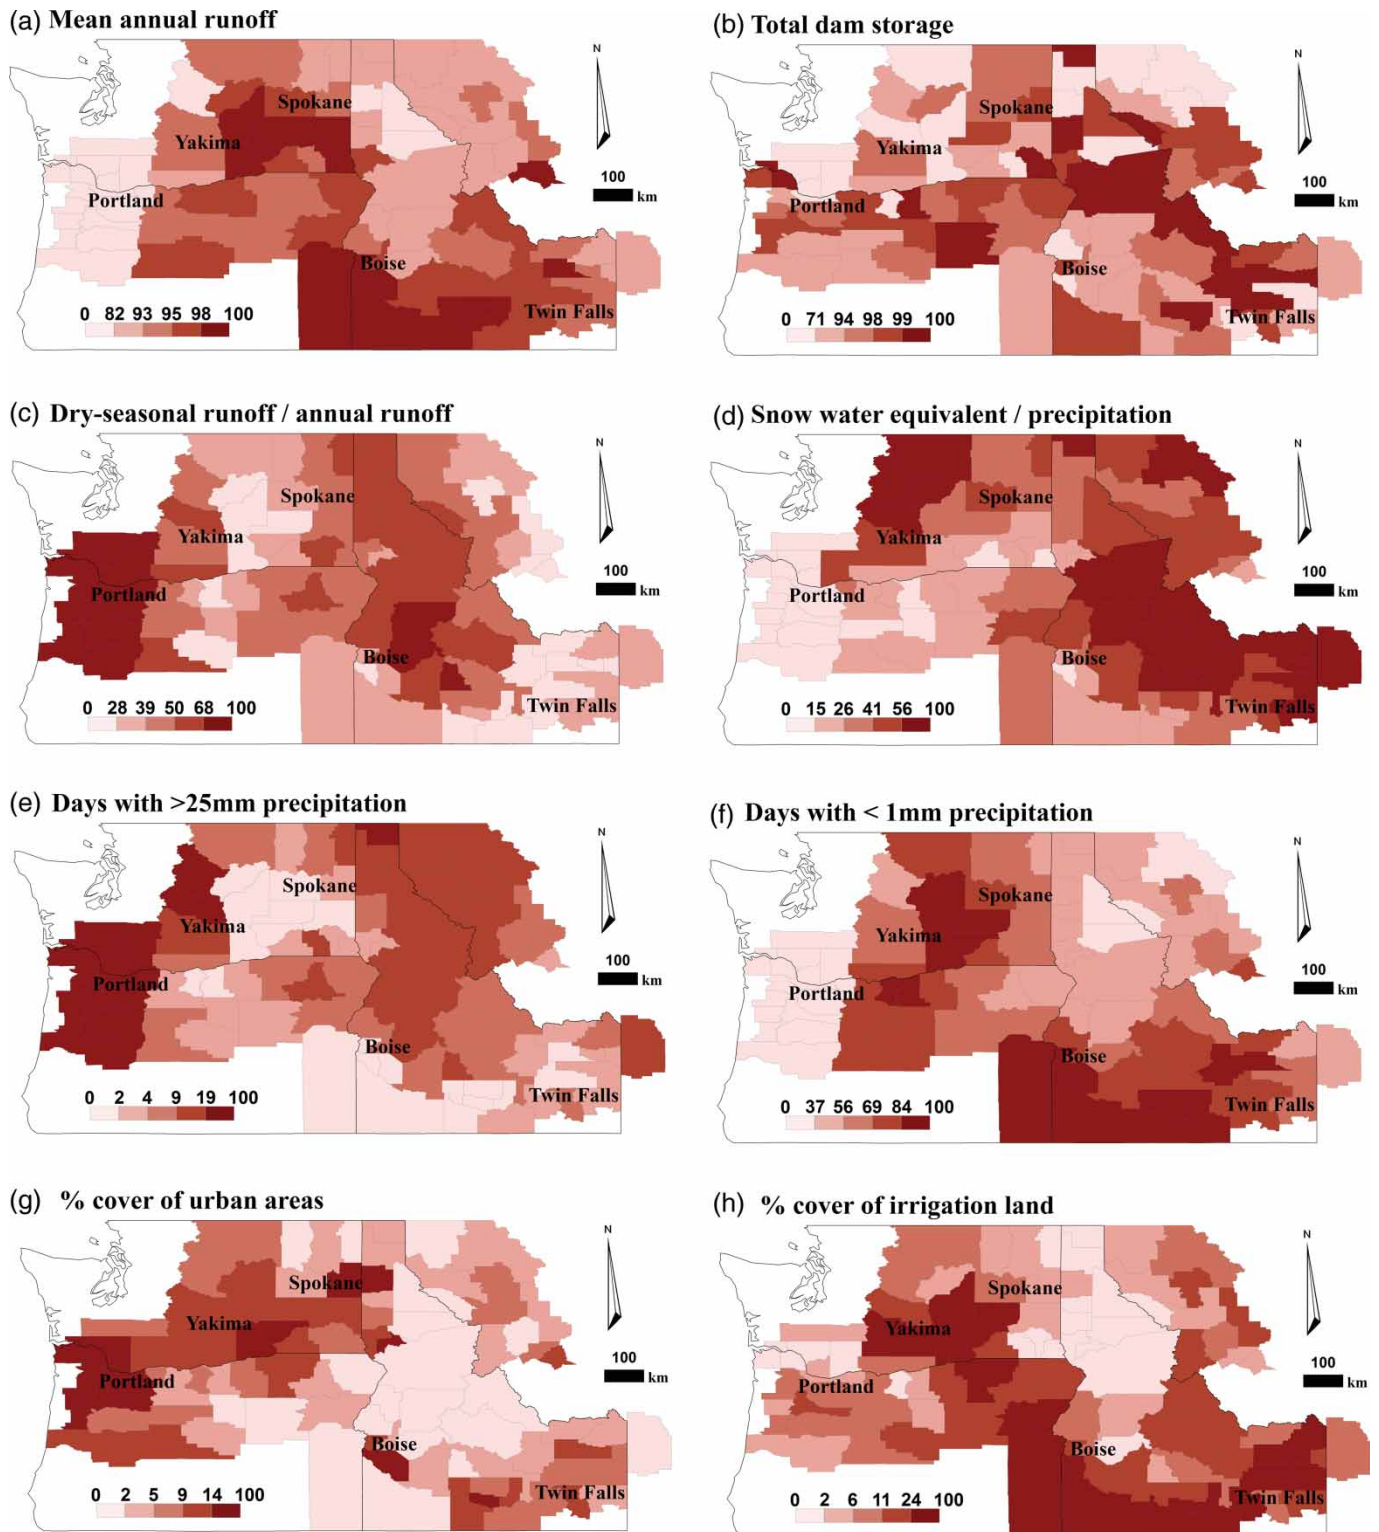 (a) Mean annual runoff
N
Spokane
Yakima
Portland
100
km
Boise
Twin Falls
0 82 93 95 98 100
(b) Total dam storage
N
Spokane
Yakima
Portland
100
km
Boise
Twin Falls
0 71 94 98 99 100
(c) Dry-seasonal runoff / annual runoff
N
Spokane
Yakima
Portland
100
km
Boise
Twin Falls
0 28 39 50 68 100
(d) Snow water equivalent / precipitation
N
Spokane
Yakima
Portland
100
km
Boise
Twin Falls
0 15 26 41 56 100
(e) Days with >25mm precipitation
N
Spokane
Yakima
Portland
100
km
Boise
Twin Falls
0 2 4 9 19 100
(f) Days with < 1mm precipitation
N
Spokane
Yakima
Portland
100
km
Boise
Twin Falls
0 37 56 69 84 100
(g) % cover of urban areas
N
Spokane
Yakima
Portland
100
km
Boise
Twin Falls
0 2 5 9 14 100
(h) % cover of irrigation land
N
Spokane
Yakima
Portland
100
km
Boise
Twin Falls
0 2 6 11 24 100